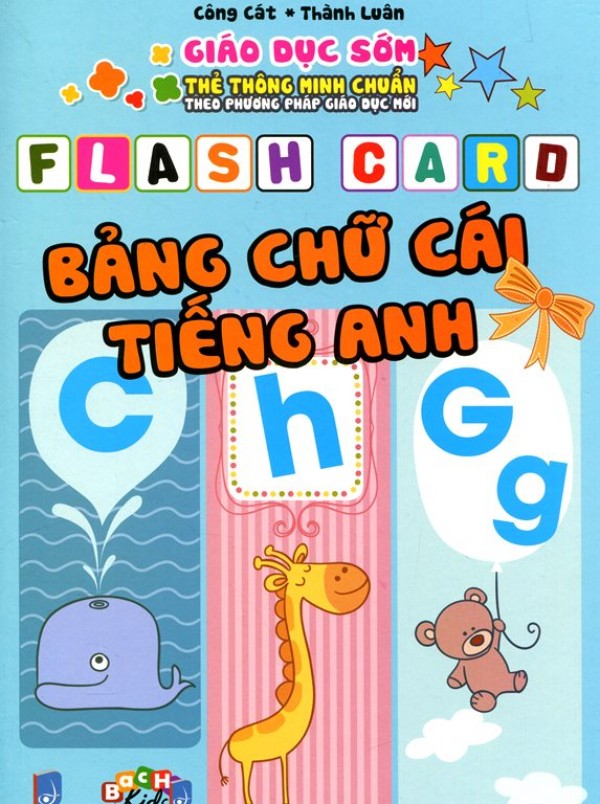 Công Cát * Thành Luân
GIÁO DỤC SỚM
THẺ THÔNG MINH CHUẨN
THEO PHƯƠNG PHÁP GIÁO DỤC MỚI
FLASH CARD
BẢNG CHỮ CÁI
TIẾNG ANH
C
h
G
g
BACH
Kids